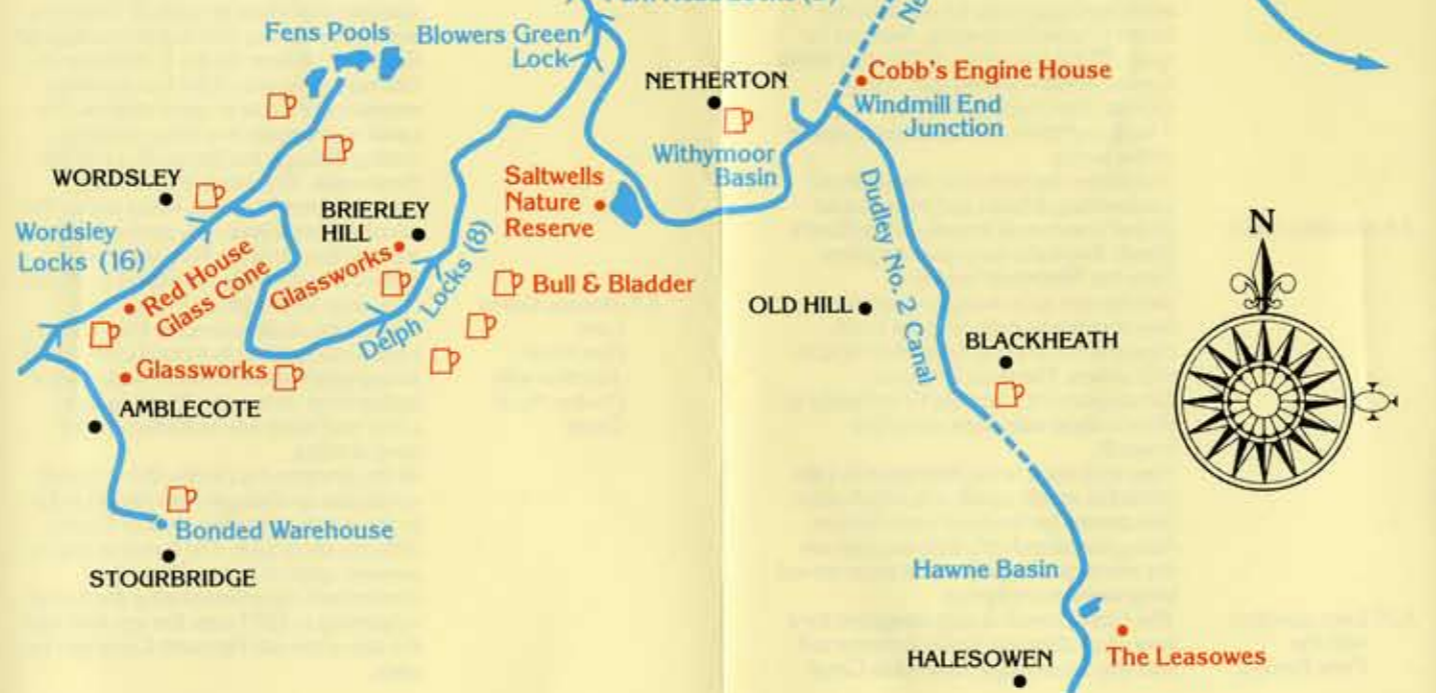 Fens Pools
Blowers Green
Lock
NETHERTON
Cobb's Engine House
Windmill End
Junction
Withymoor
Basin
WORDSLEY
Saltwells
Nature
Reserve
BRIERLEY
HILL
Wordsley
Locks (16)
Red House
Glass Cone
Glassworks
Delph Locks (8)
Bull & Bladder
Dudley No. 2 Canal
N
OLD HILL
BLACKHEATH
Glassworks
AMBLECOTE
Bonded Warehouse
STOURBRIDGE
Hawne Basin
HALESOWEN
The Leasowes